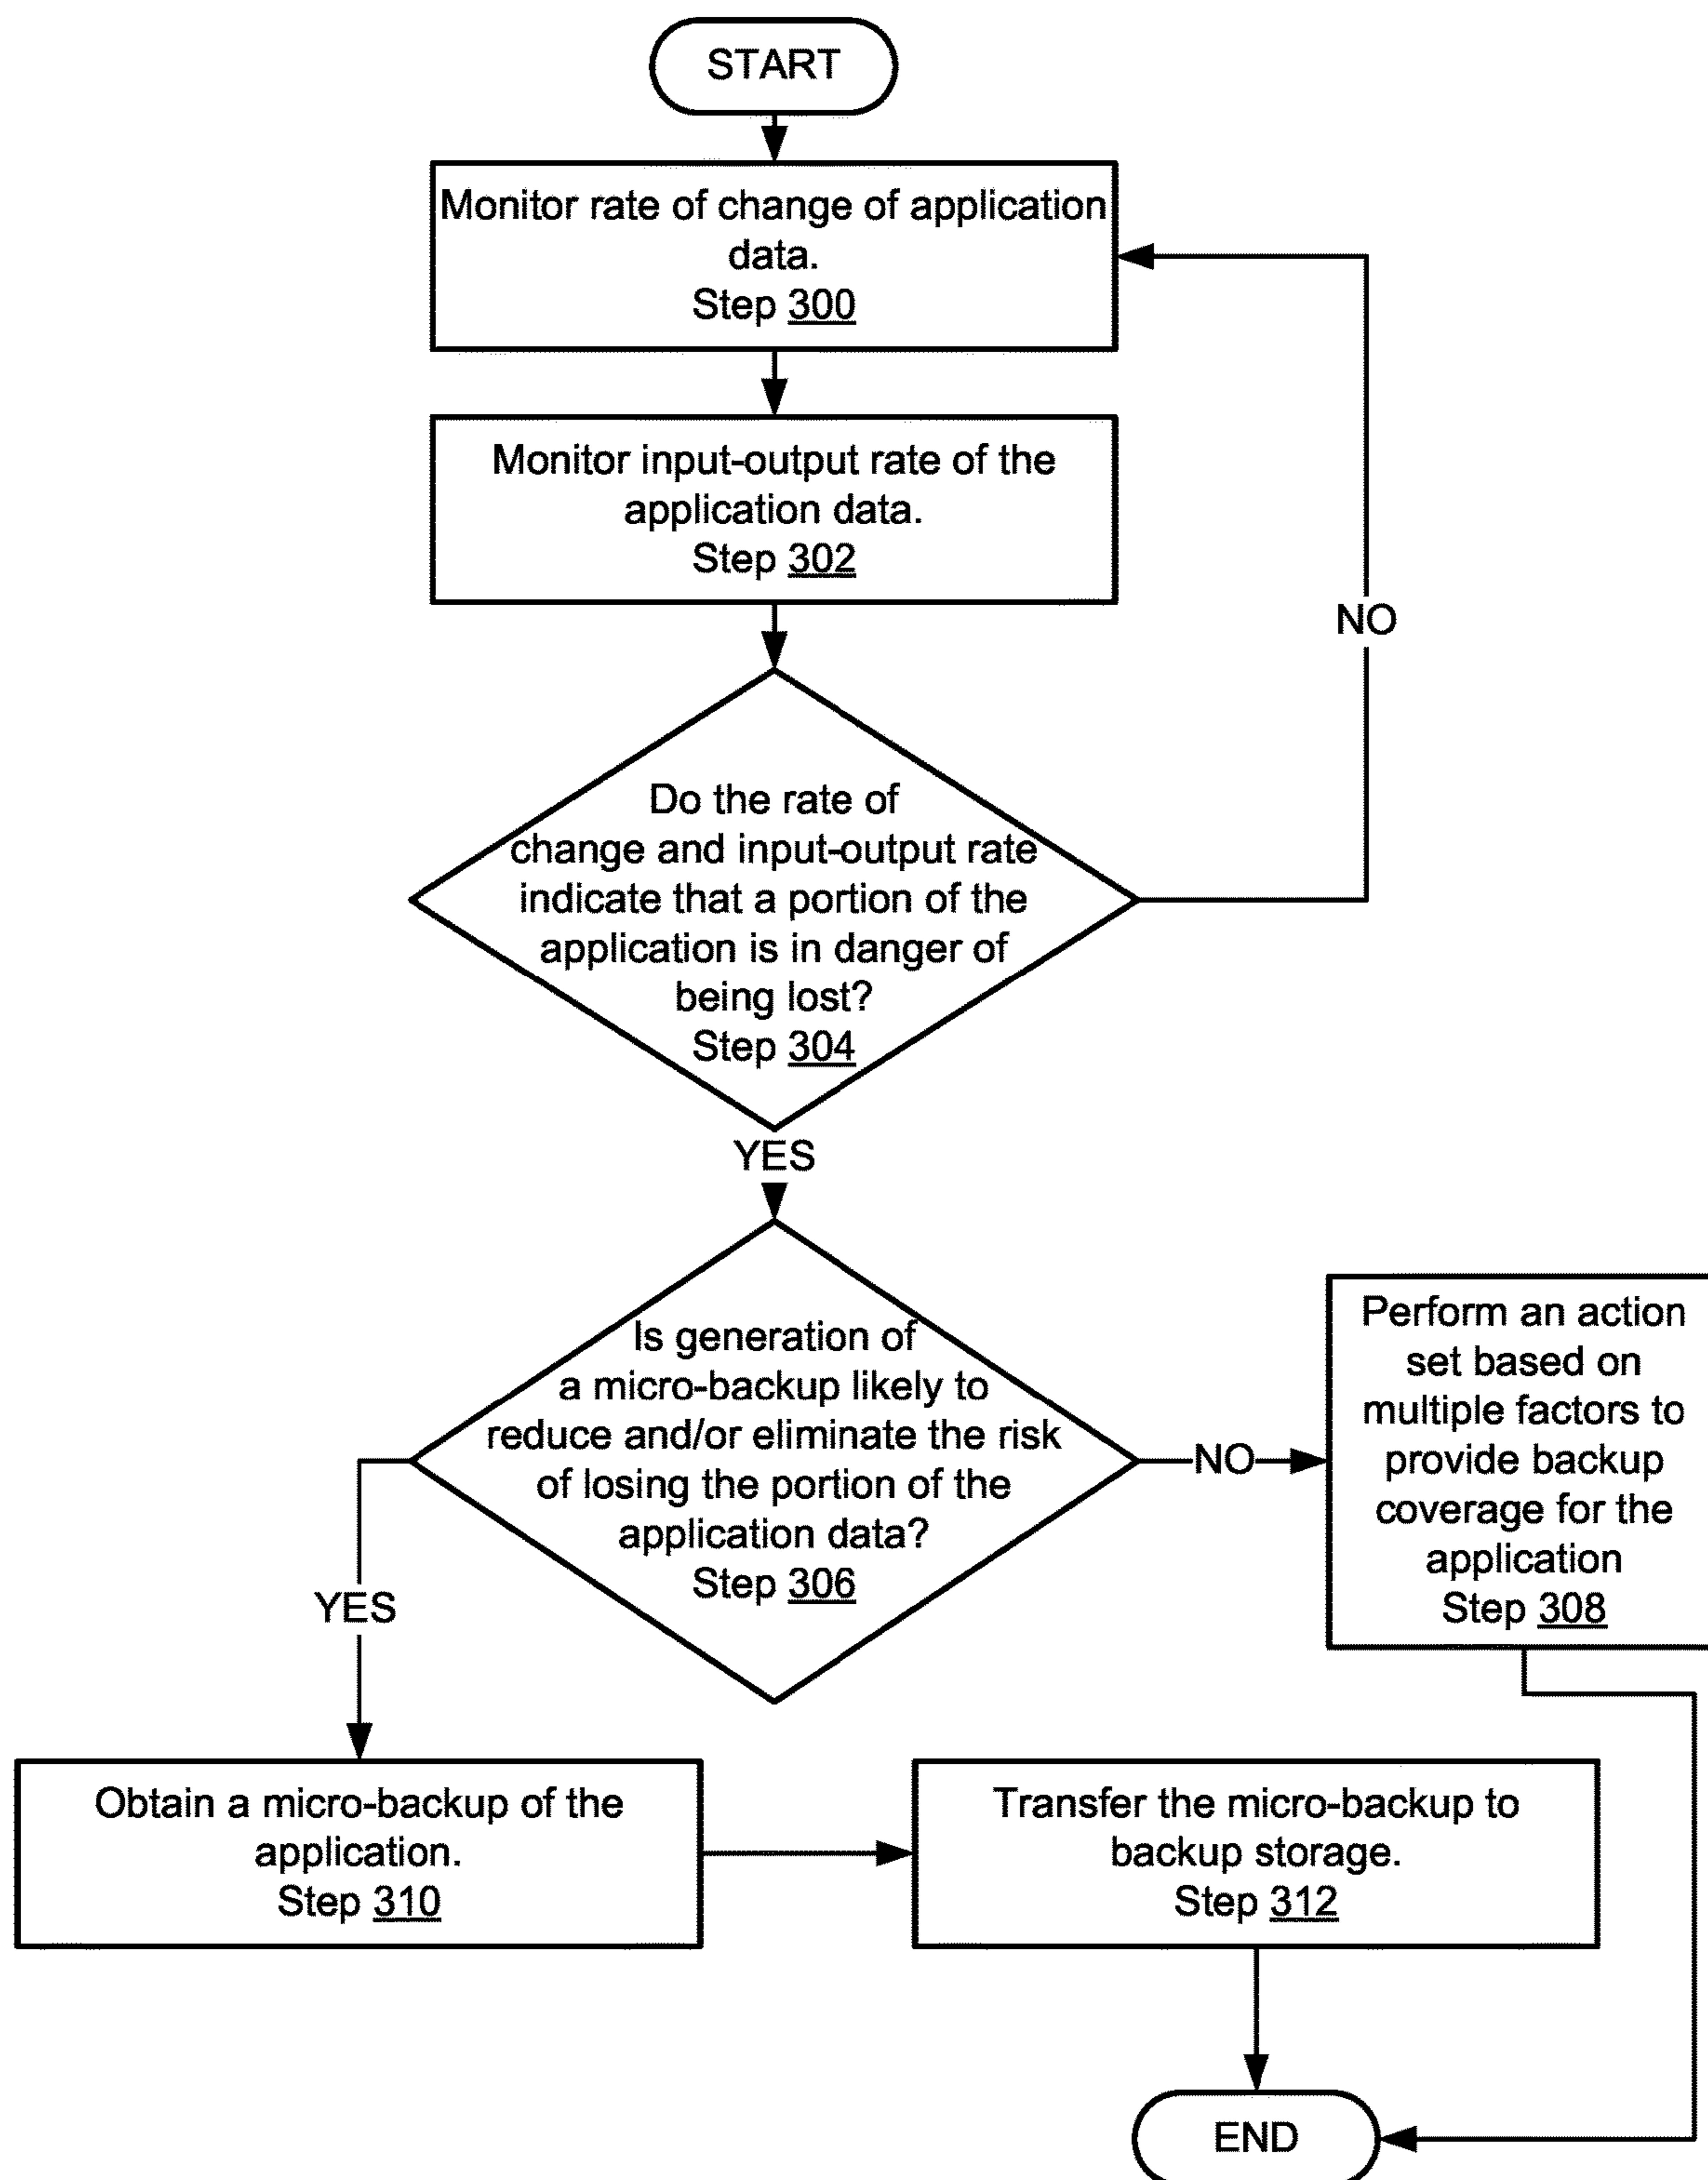 START
Monitor rate of change of application
data.
Step 300
Monitor input-output rate of the
application data.
Step 302
Do the rate of
change and input-output rate
indicate that a portion of the
application is in danger of
being lost?
Step 304
NO
YES
Is generation of
a micro-backup likely to
reduce and/or eliminate the risk
of losing the portion of the
application data?
Step 306
NO
Perform an action
set based on
multiple factors to
provide backup
coverage for the
application
Step 308
YES
Obtain a micro-backup of the
application.
Step 310
Transfer the micro-backup to
backup storage.
Step 312
END